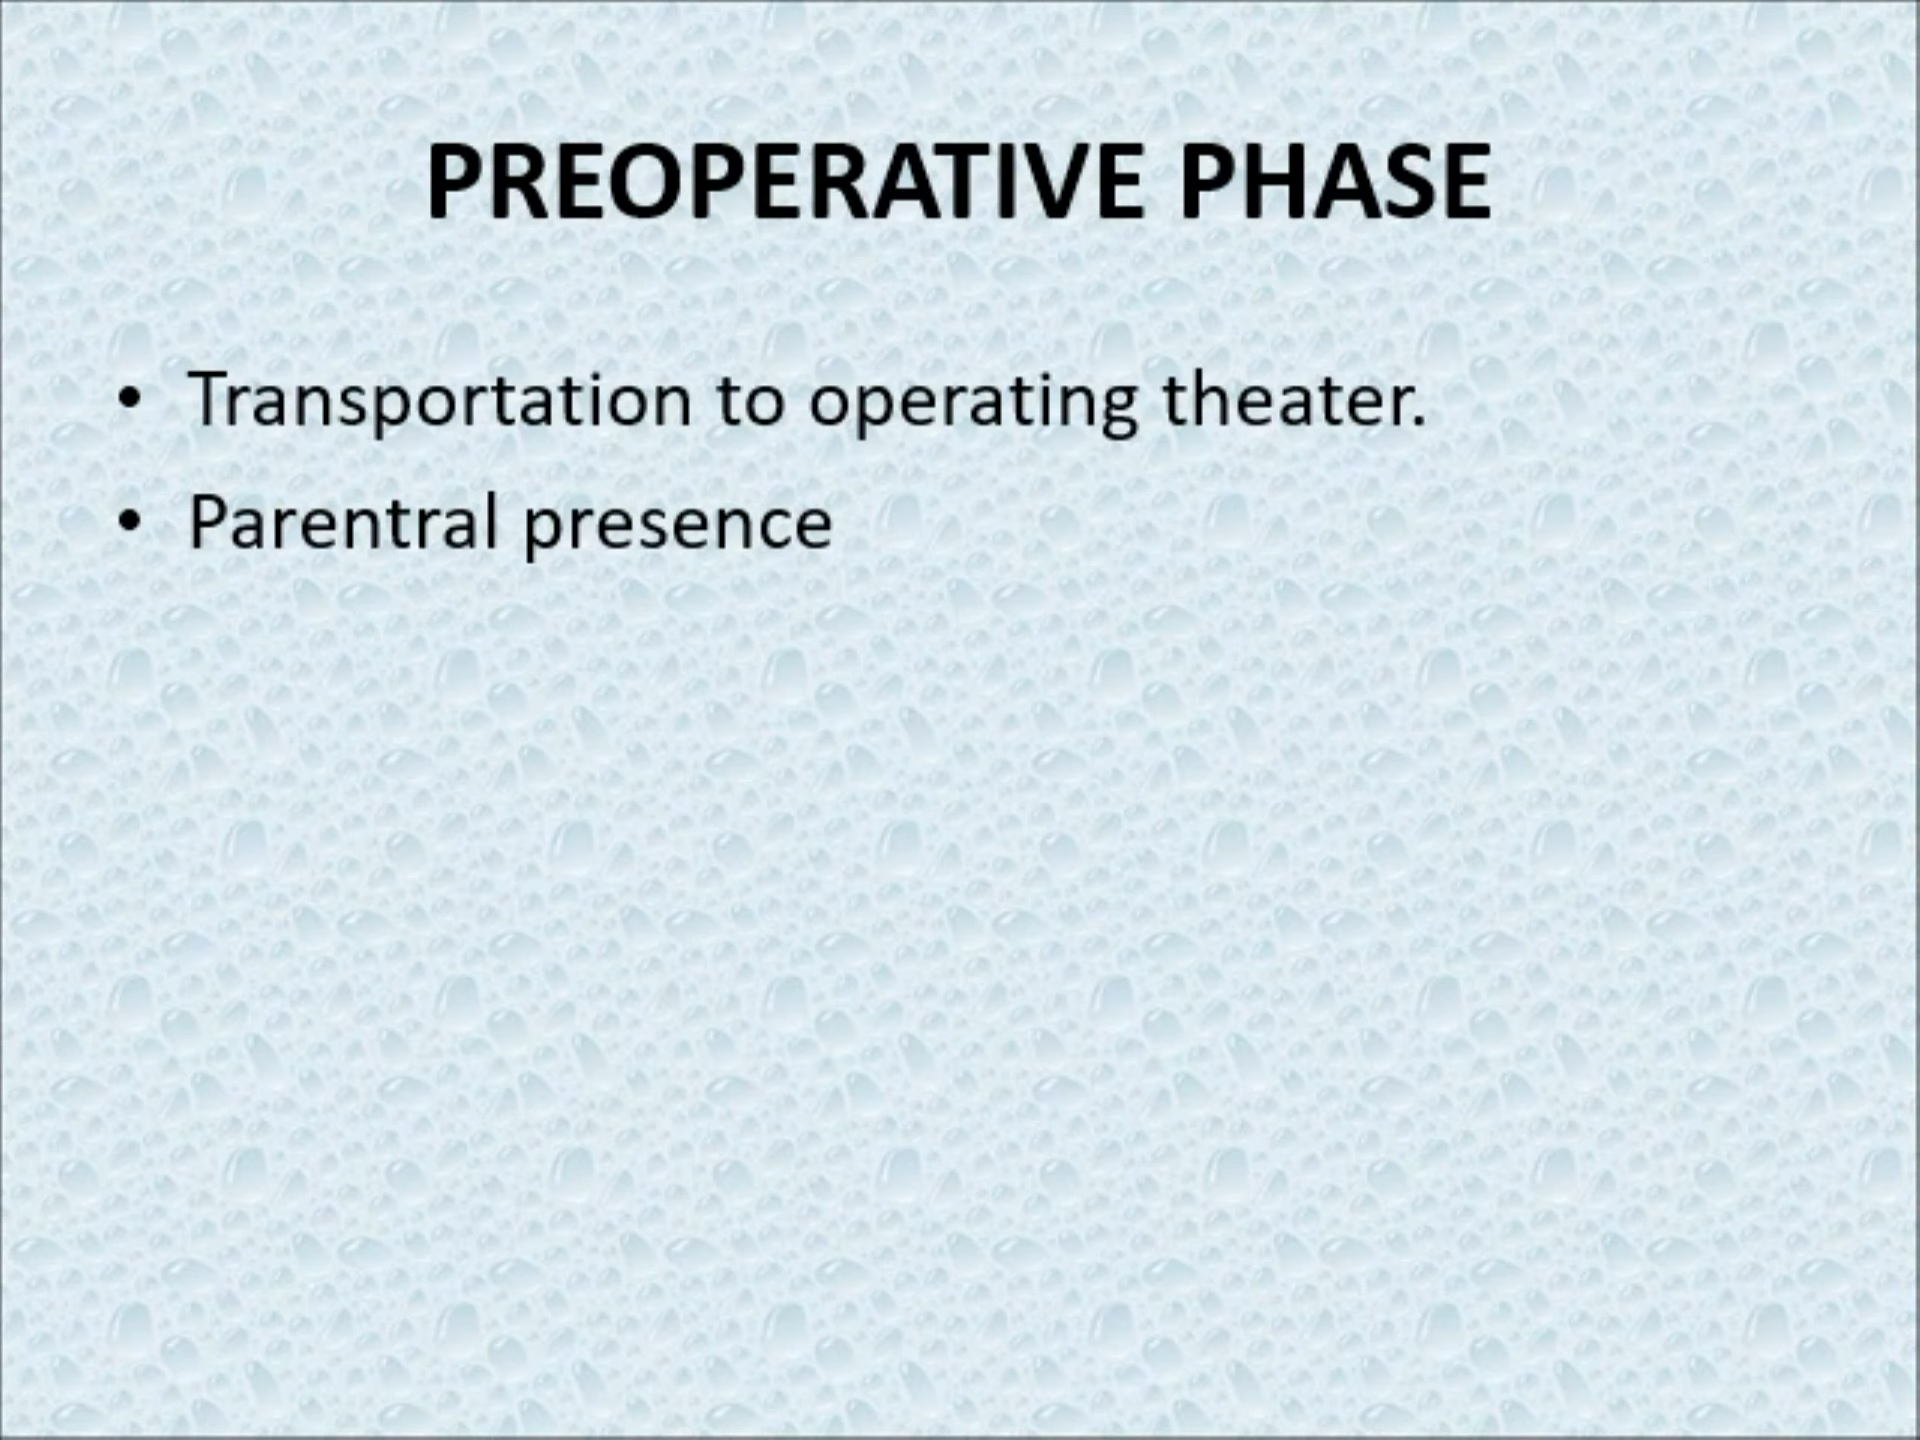 PREOPERATIVE PHASE
• Transportation to operating theater.
• Parentral presence